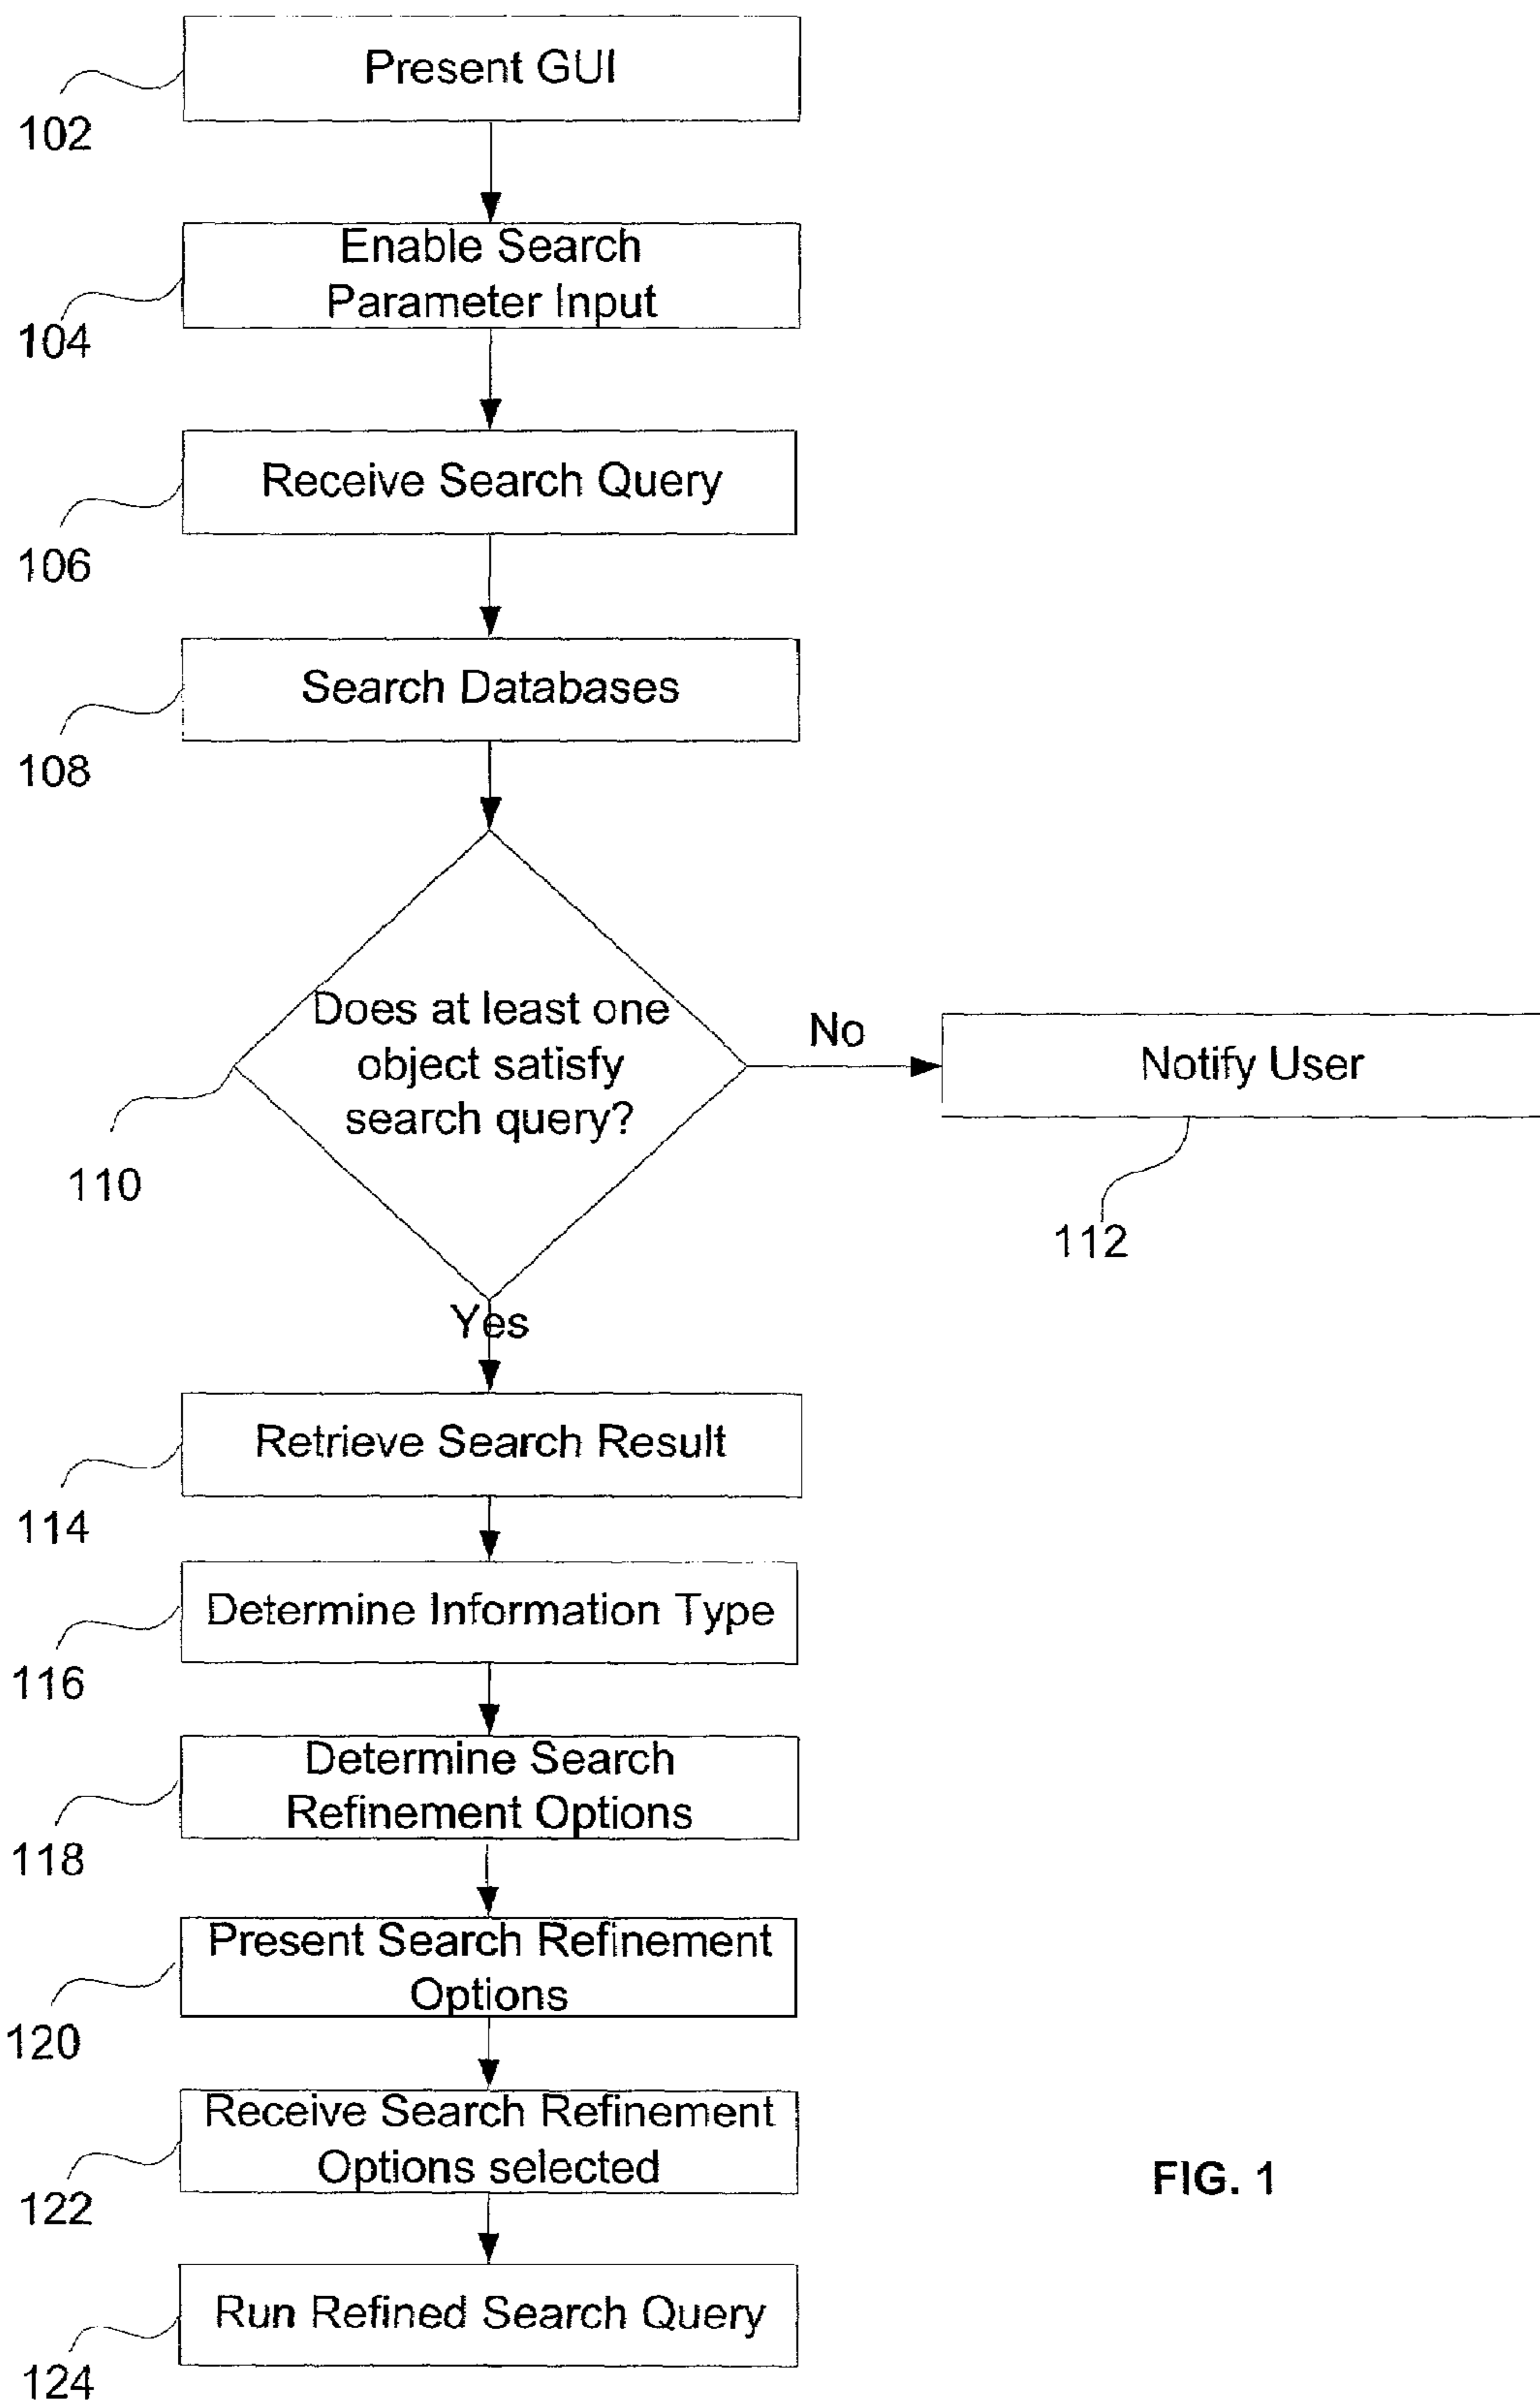 Present GUI
102
Enable Search
Parameter Input
104
Receive Search Query
106
Search Databases
108
Does at least one
object satisfy
search query?
110
No
Notify User
112
Yes
Retrieve Search Result
114
Determine Information Type
116
Determine Search
Refinement Options
118
Present Search Refinement
Options
120
Receive Search Refinement
Options selected
122
Run Refined Search Query
124
FIG. 1